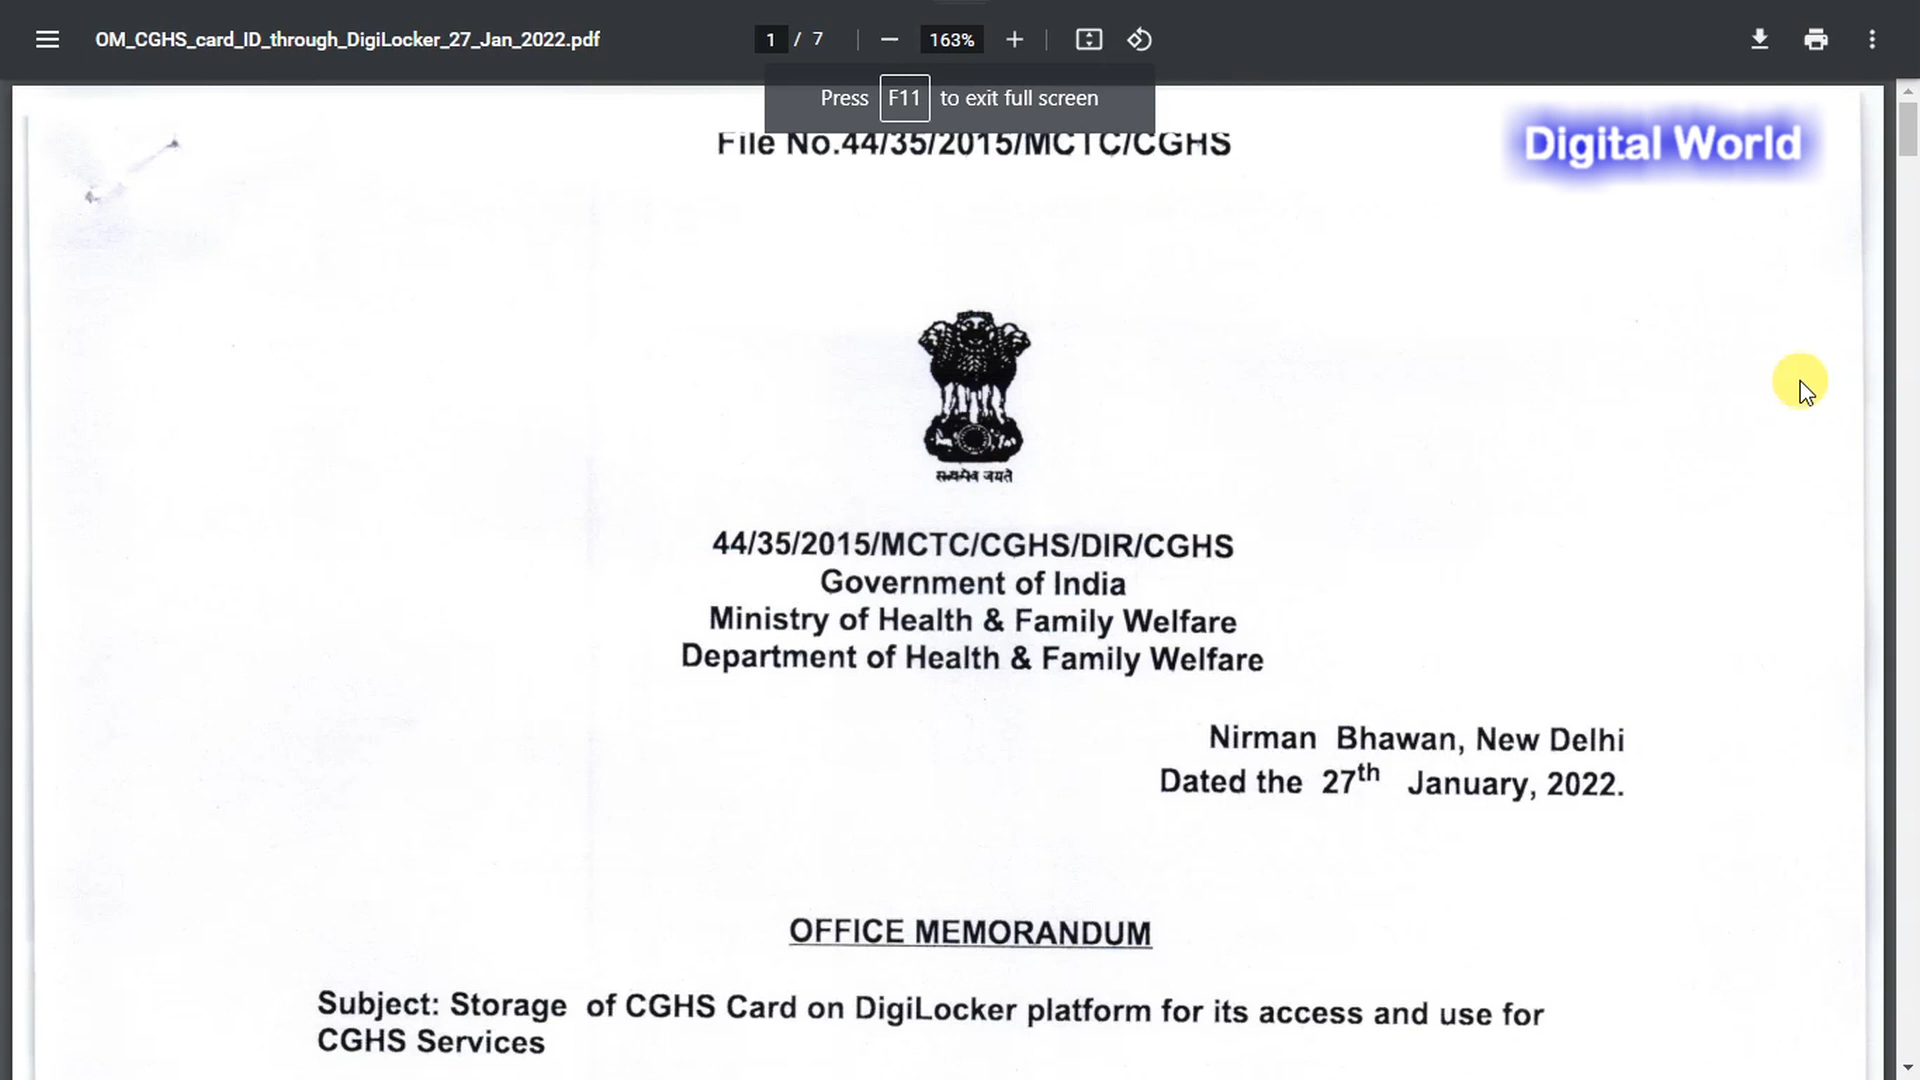 OM_CGHS_card_ID_through_DigiLocker_27_Jan_2022.pdf
1 / 7
163%
Press F11 to exit full screen
File No.44/35/2015/MCTC/CGHS
Digital World
सत्यमेव जयते
44/35/2015/MCTC/CGHS/DIR/CGHS
Government of India
Ministry of Health & Family Welfare
Department of Health & Family Welfare
Nirman Bhawan, New Delhi
Dated the 27th January, 2022.
OFFICE MEMORANDUM
Subject: Storage of CGHS Card on DigiLocker platform for its access and use for
CGHS Services